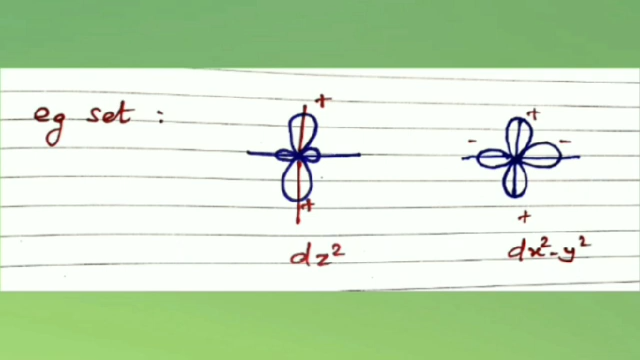 eg set :
+
+
dz²
+
- -
+
dx²-y²